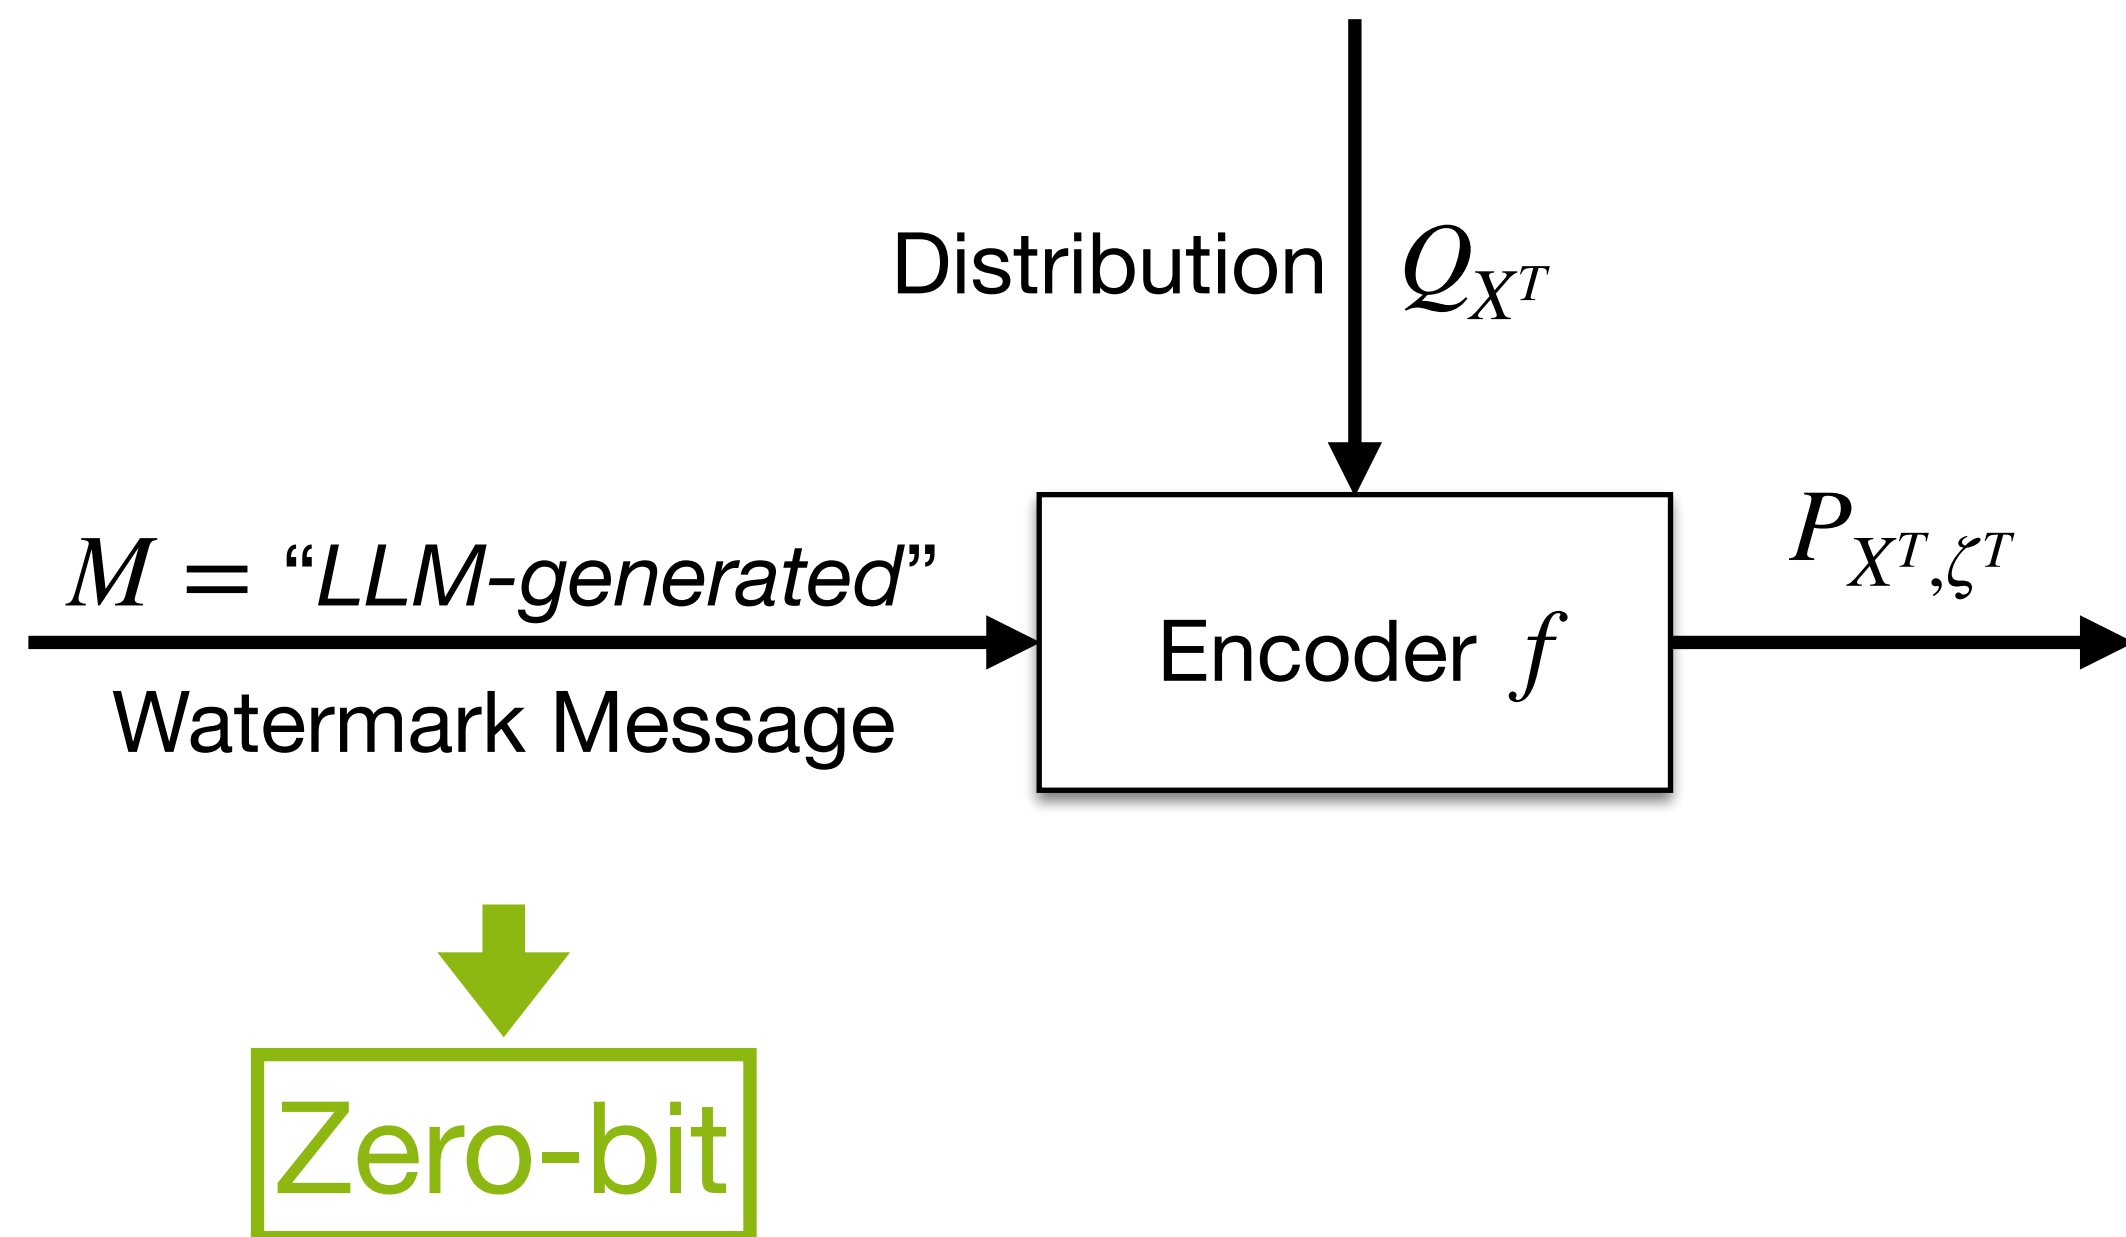 Distribution Q_{X^T}
M = “LLM-generated”
P_{X^T, ζ^T}
Encoder f
Watermark Message
Zero-bit